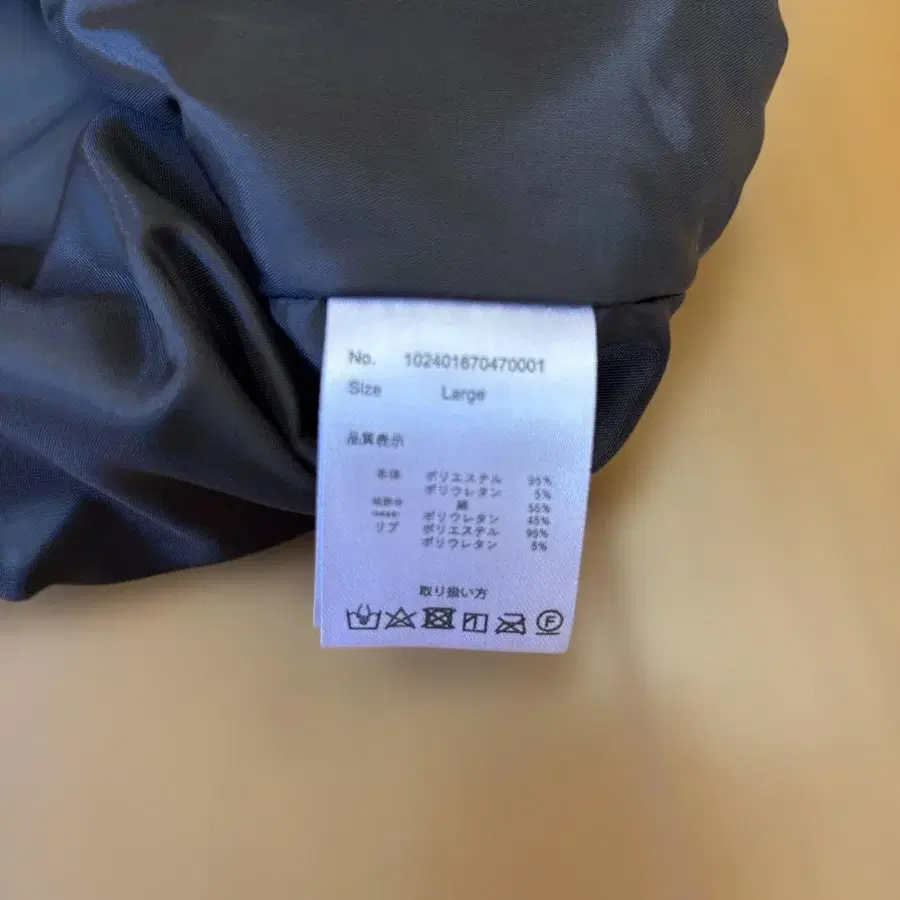 No. 102401670470001
Size Large
品質表示
本体 ポリエステル 95%
ポリウレタン 5%
綿 55%
ポリウレタン 45%
リブ ポリエステル 95%
ポリウレタン 5%
取り扱い方
F